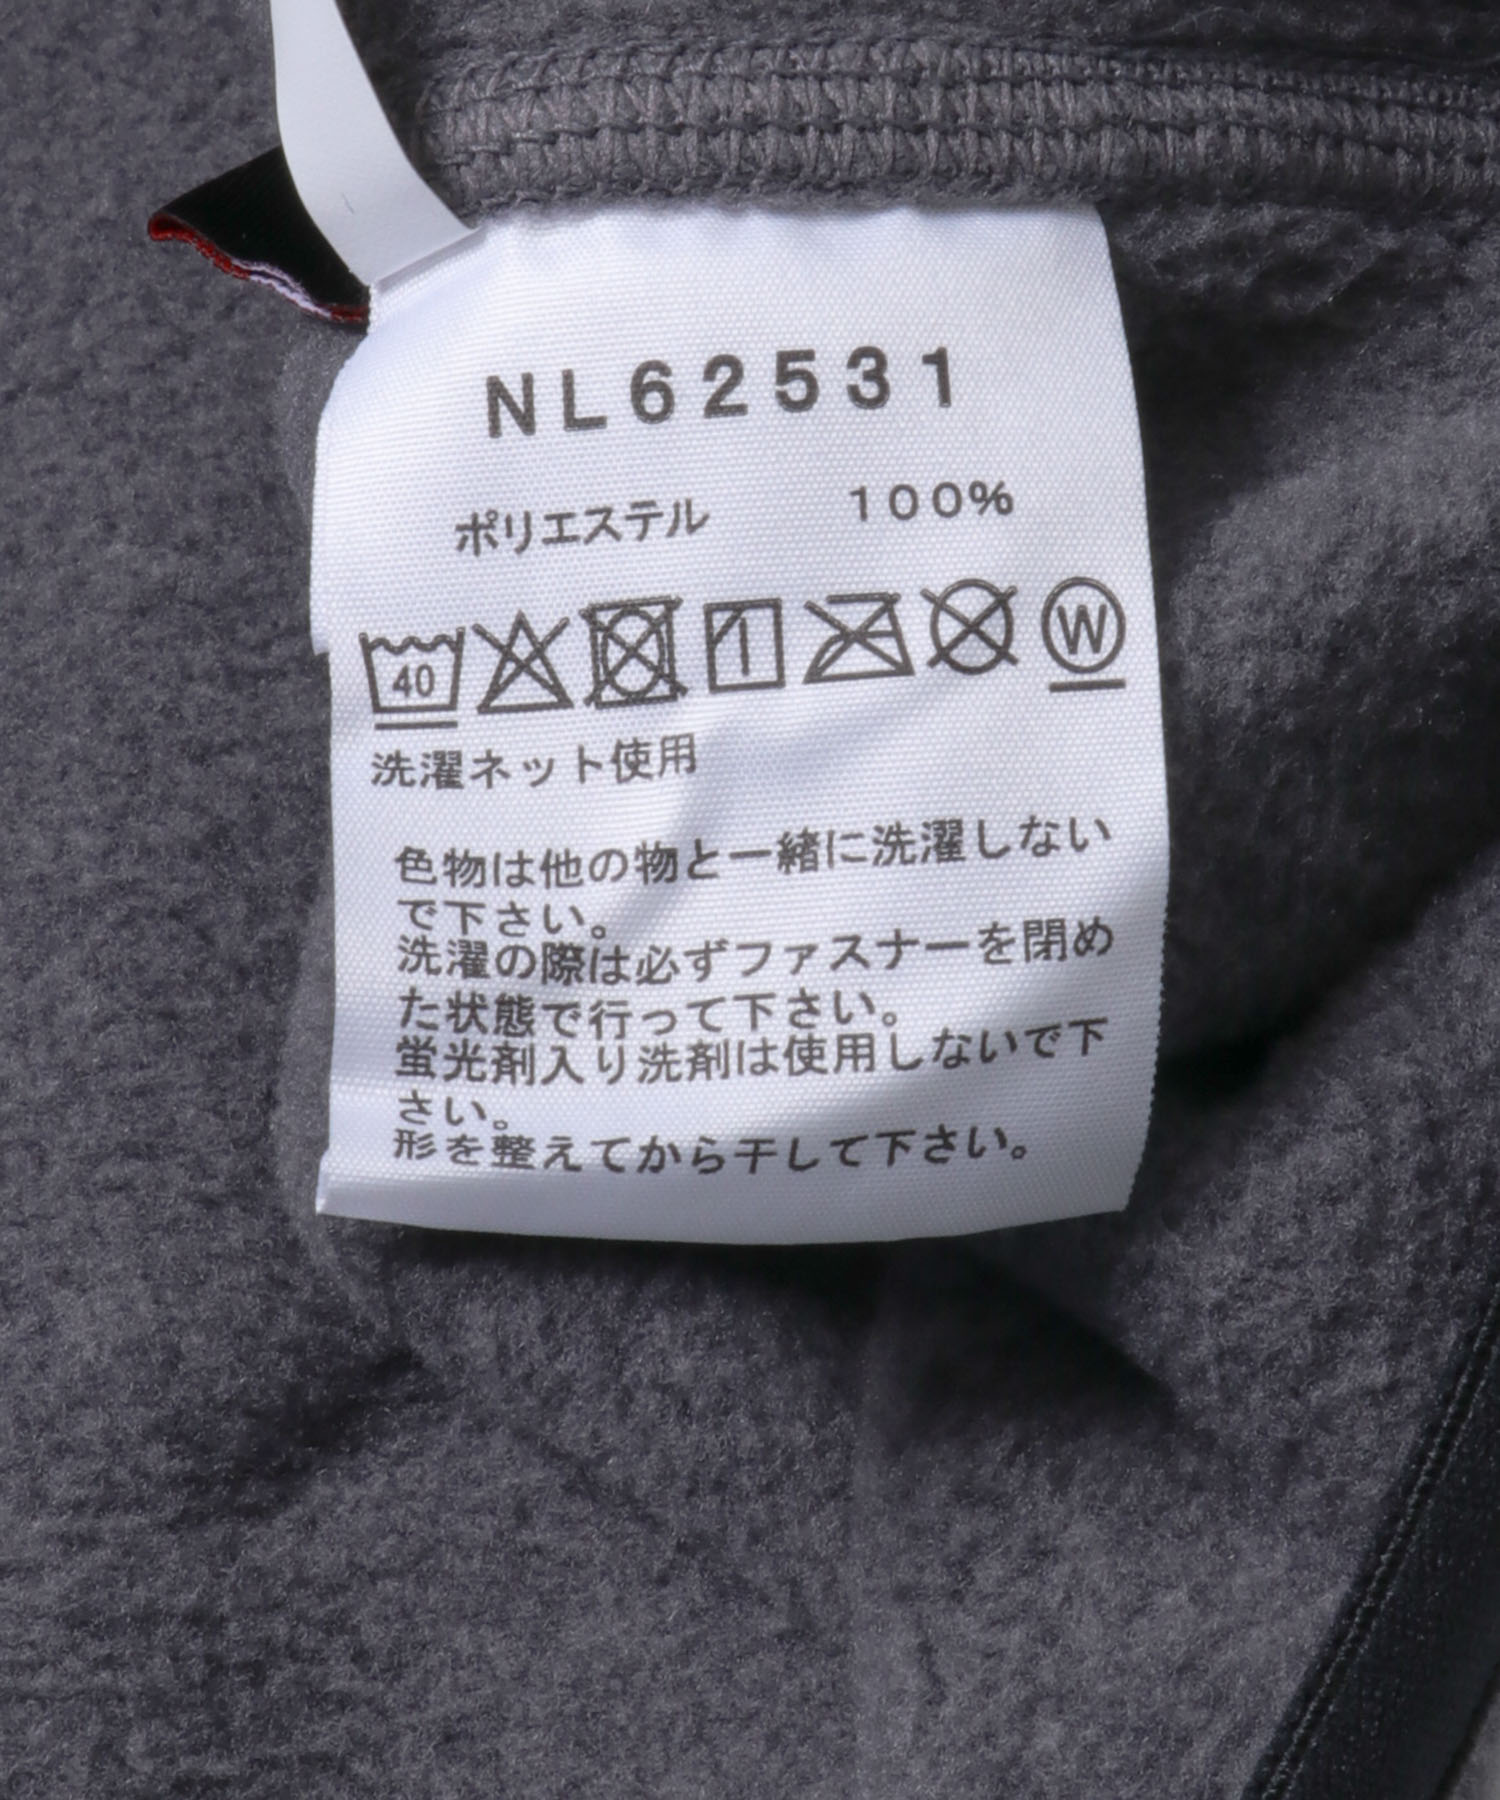 NL62531
ポリエステル 100%
40 W
洗濯ネット使用
色物は他の物と一緒に洗濯しない
で下さい。
洗濯の際は必ずファスナーを閉め
た状態で行って下さい。
蛍光剤入り洗剤は使用しないで下
さい。
形を整えてから干して下さい。